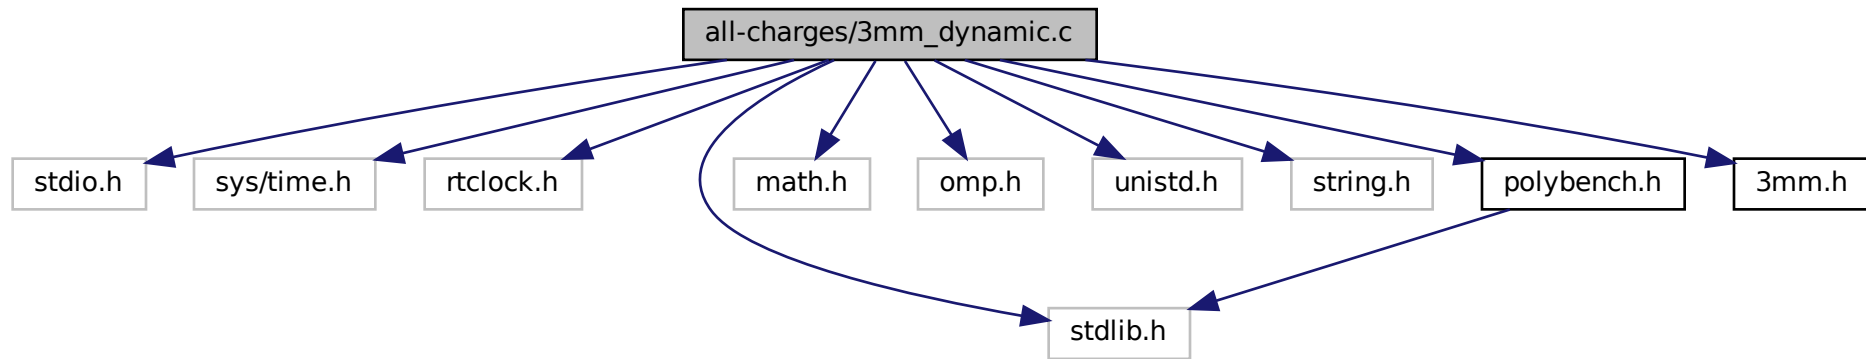 all-charges/3mm_dynamic.c
stdio.h
sys/time.h
rtclock.h
math.h
omp.h
unistd.h
string.h
polybench.h
3mm.h
stdlib.h